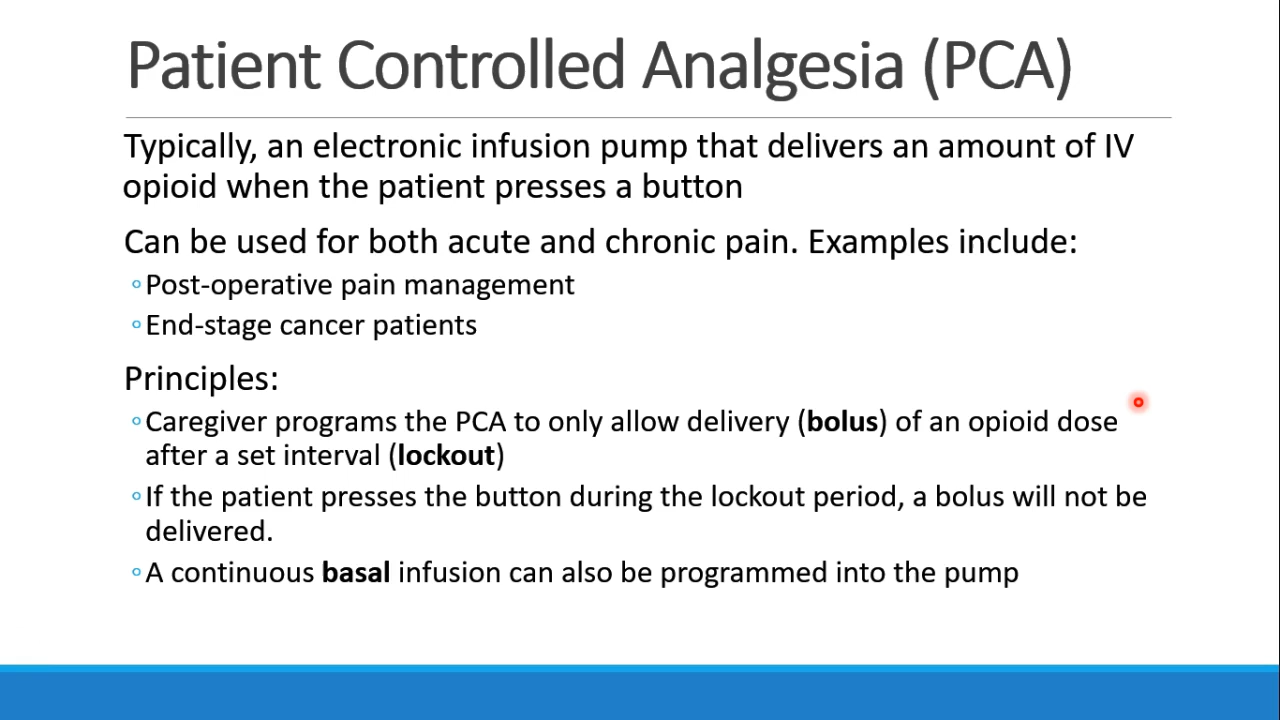 Patient Controlled Analgesia (PCA)
Typically, an electronic infusion pump that delivers an amount of IV
opioid when the patient presses a button
Can be used for both acute and chronic pain. Examples include:
◦Post-operative pain management
◦End-stage cancer patients
Principles:
◦Caregiver programs the PCA to only allow delivery (bolus) of an opioid dose
after a set interval (lockout)
◦If the patient presses the button during the lockout period, a bolus will not be
delivered.
◦A continuous basal infusion can also be programmed into the pump